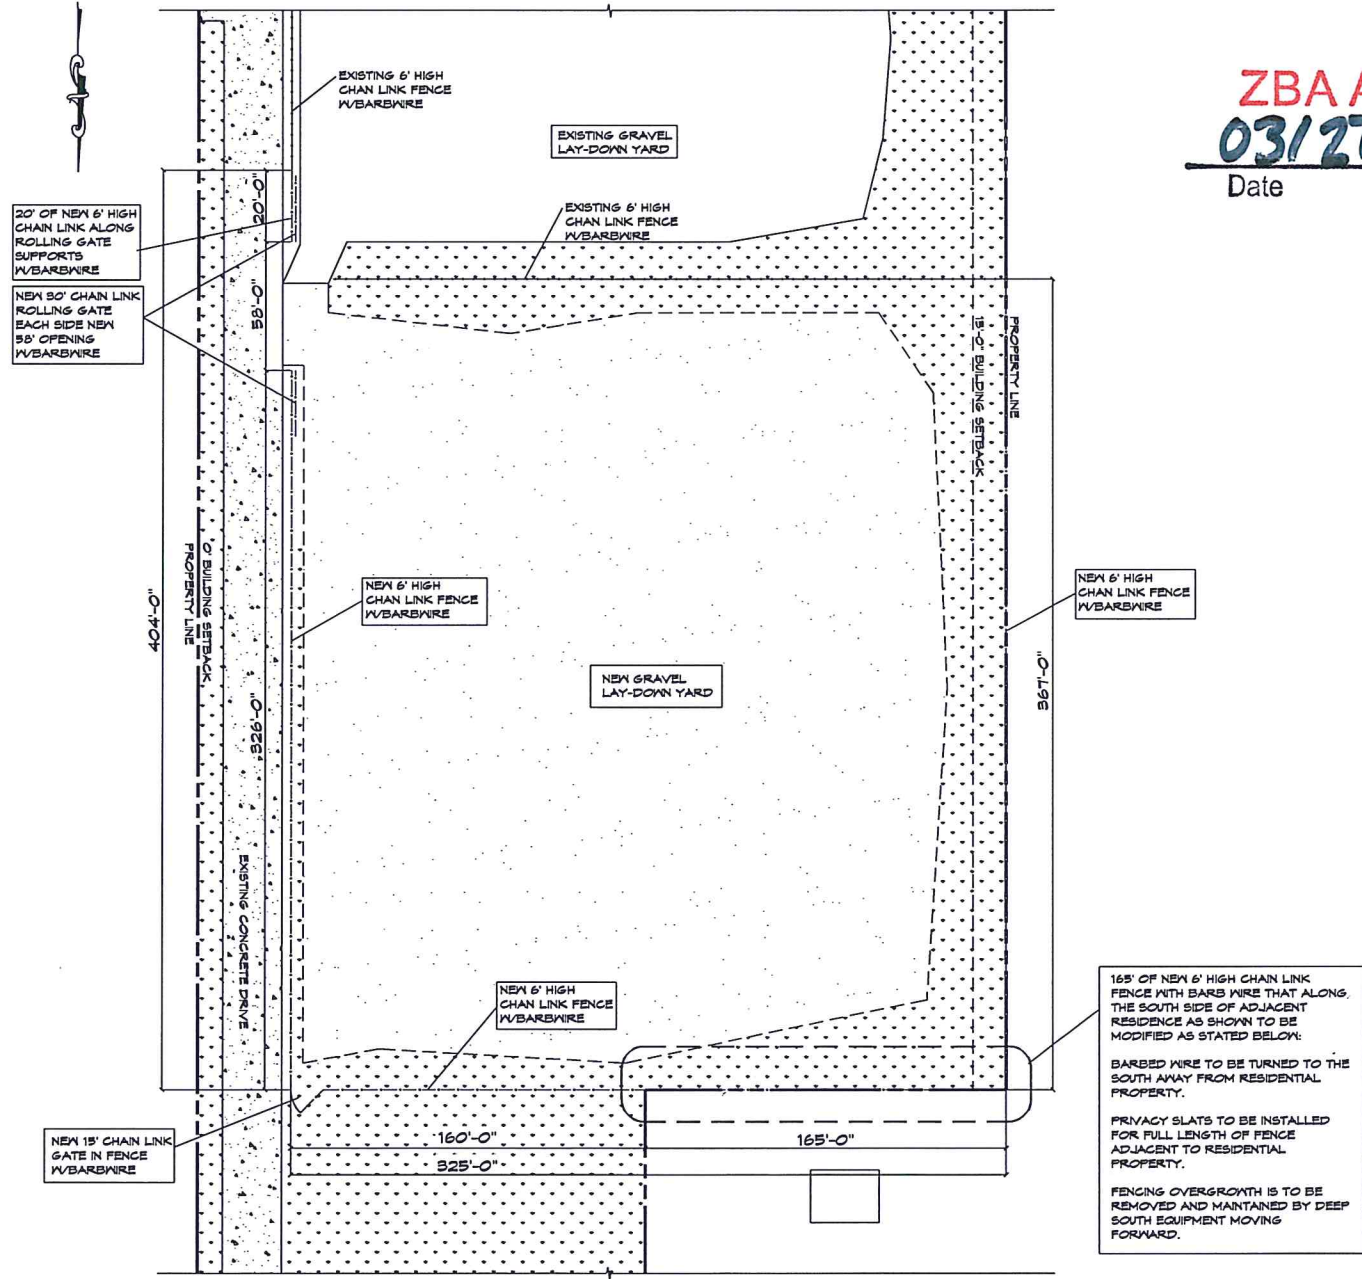 EXISTING 6' HIGH
CHAN LINK FENCE
W/BARBWIRE
EXISTING GRAVEL
LAY-DOWN YARD
ZBA A
03/27
Date
20' OF NEW 6' HIGH
CHAIN LINK ALONG
ROLLING GATE
SUPPORTS
W/BARBWIRE
20'-0"
EXISTING 6' HIGH
CHAN LINK FENCE
W/BARBWIRE
NEW 30' CHAIN LINK
ROLLING GATE
EACH SIDE NEW
58' OPENING
W/BARBWIRE
58'-0"
15'-0" BUILDING SETBACK
PROPERTY LINE
404'-0"
PROPERTY LINE
0' BUILDING SETBACK
326'-0"
NEW 6' HIGH
CHAN LINK FENCE
W/BARBWIRE
NEW 6' HIGH
CHAN LINK FENCE
W/BARBWIRE
NEW GRAVEL
LAY-DOWN YARD
367'-0"
EXISTING CONCRETE DRIVE
NEW 6' HIGH
CHAN LINK FENCE
W/BARBWIRE
165' OF NEW 6' HIGH CHAIN LINK
FENCE WITH BARB WIRE THAT ALONG
THE SOUTH SIDE OF ADJACENT
RESIDENCE AS SHOWN TO BE
MODIFIED AS STATED BELOW:
BARBED WIRE TO BE TURNED TO THE
SOUTH AWAY FROM RESIDENTIAL
PROPERTY.
PRIVACY SLATS TO BE INSTALLED
FOR FULL LENGTH OF FENCE
ADJACENT TO RESIDENTIAL
PROPERTY.
FENCING OVERGROWTH IS TO BE
REMOVED AND MAINTAINED BY DEEP
SOUTH EQUIPMENT MOVING
FORWARD.
NEW 15' CHAIN LINK
GATE IN FENCE
W/BARBWIRE
160'-0"
165'-0"
325'-0"